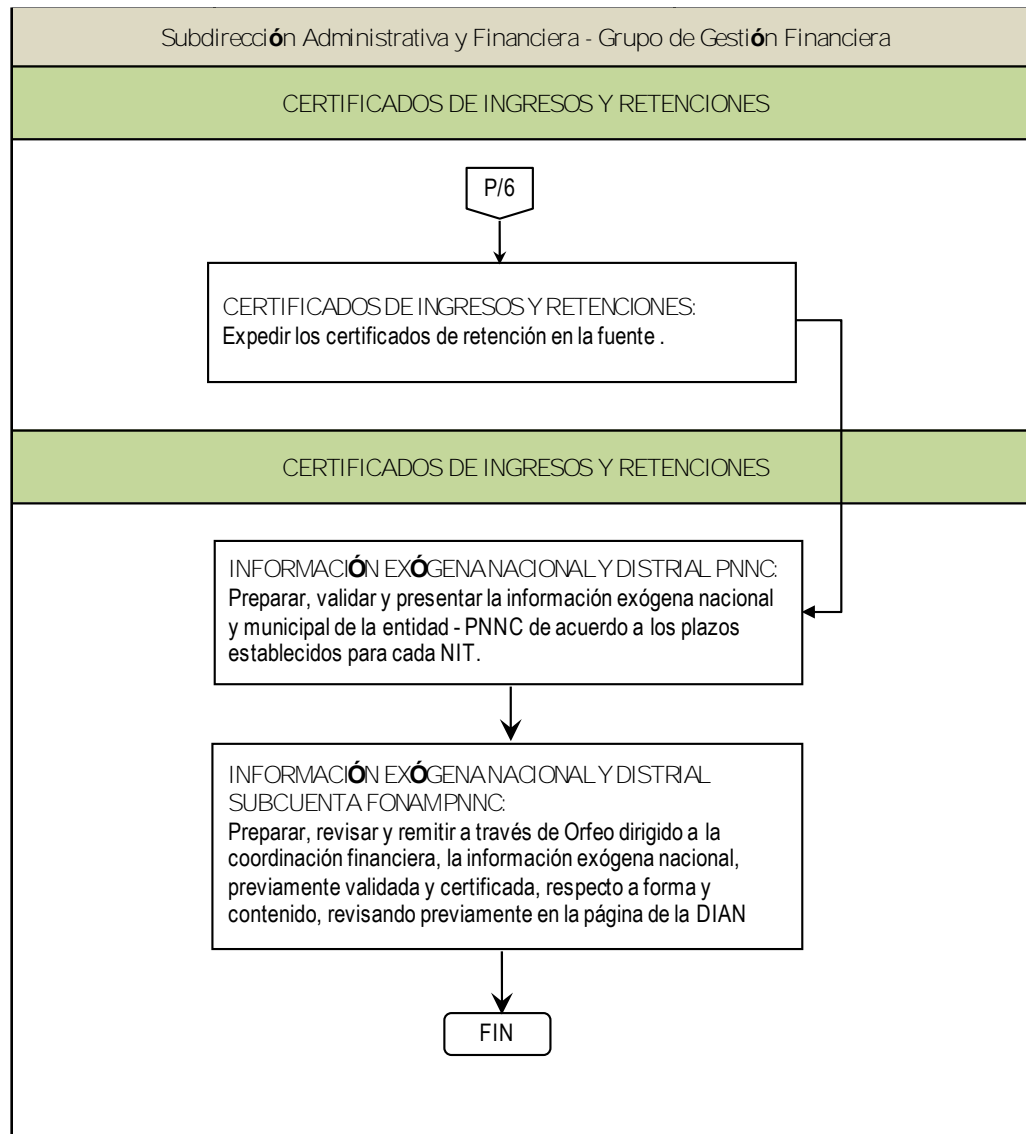 Subdirección Administrativa y Financiera - Grupo de Gestión Financiera
CERTIFICADOS DE INGRESOS Y RETENCIONES
P/6
CERTIFICADOS DE INGRESOS Y RETENCIONES:
Expedir los certificados de retención en la fuente .
CERTIFICADOS DE INGRESOS Y RETENCIONES
INFORMACIÓN EXÓGENA NACIONAL Y DISTRIAL PNNC:
Preparar, validar y presentar la información exógena nacional
y municipal de la entidad - PNNC de acuerdo a los plazos
establecidos para cada NIT.
INFORMACIÓN EXÓGENA NACIONAL Y DISTRIAL
SUBCUENTA FONAM PNNC:
Preparar, revisar y remitir a través de Orfeo dirigido a la
coordinación financiera, la información exógena nacional,
previamente validada y certificada, respecto a forma y
contenido, revisando previamente en la página de la DIAN
FIN